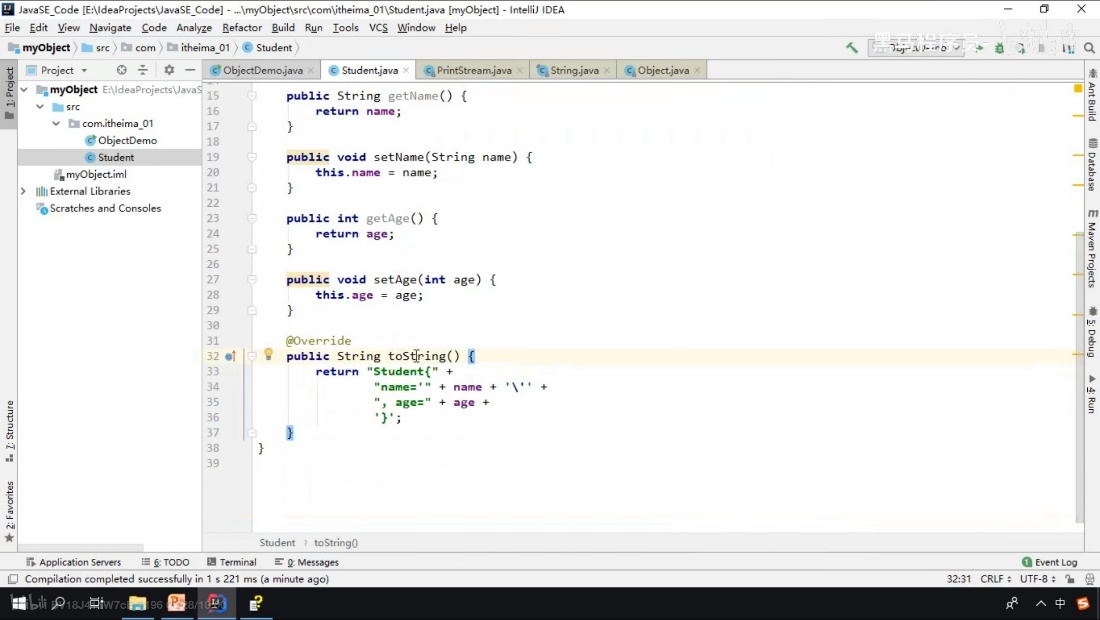 JavaSE_Code [E:\IdeaProjects\JavaSE_Code] - ...\myObject\src\com\itheima_01\Student.java [myObject] - IntelliJ IDEA
File Edit View Navigate Code Analyze Refactor Build Run Tools VCS Window Help
myObject src com itheima_01 Student
黑马程序员
Project
ObjectDemo.java Student.java PrintStream.java String.java Object.java
1: Project
7: Structure
2: Favorites
myObject E:\IdeaProjects\JavaS
src
com.itheima_01
ObjectDemo
Student
myObject.iml
External Libraries
Scratches and Consoles
15 public String getName() {
16 return name;
17 }
18
19 public void setName(String name) {
20 this.name = name;
21 }
22
23 public int getAge() {
24 return age;
25 }
26
27 public void setAge(int age) {
28 this.age = age;
29 }
30
31 @Override
32 public String toString() {
33 return "Student{" +
34 "name='" + name + '\'' +
35 ", age=" + age +
36 '}';
37 }
38 }
39
Ant Build
Database
Maven Projects
5: Debug
4: Run
Student toString()
Application Servers 6: TODO Terminal 0: Messages Event Log
Compilation completed successfully in 1 s 221 ms (a minute ago) 32:31 CRLF UTF-8
中